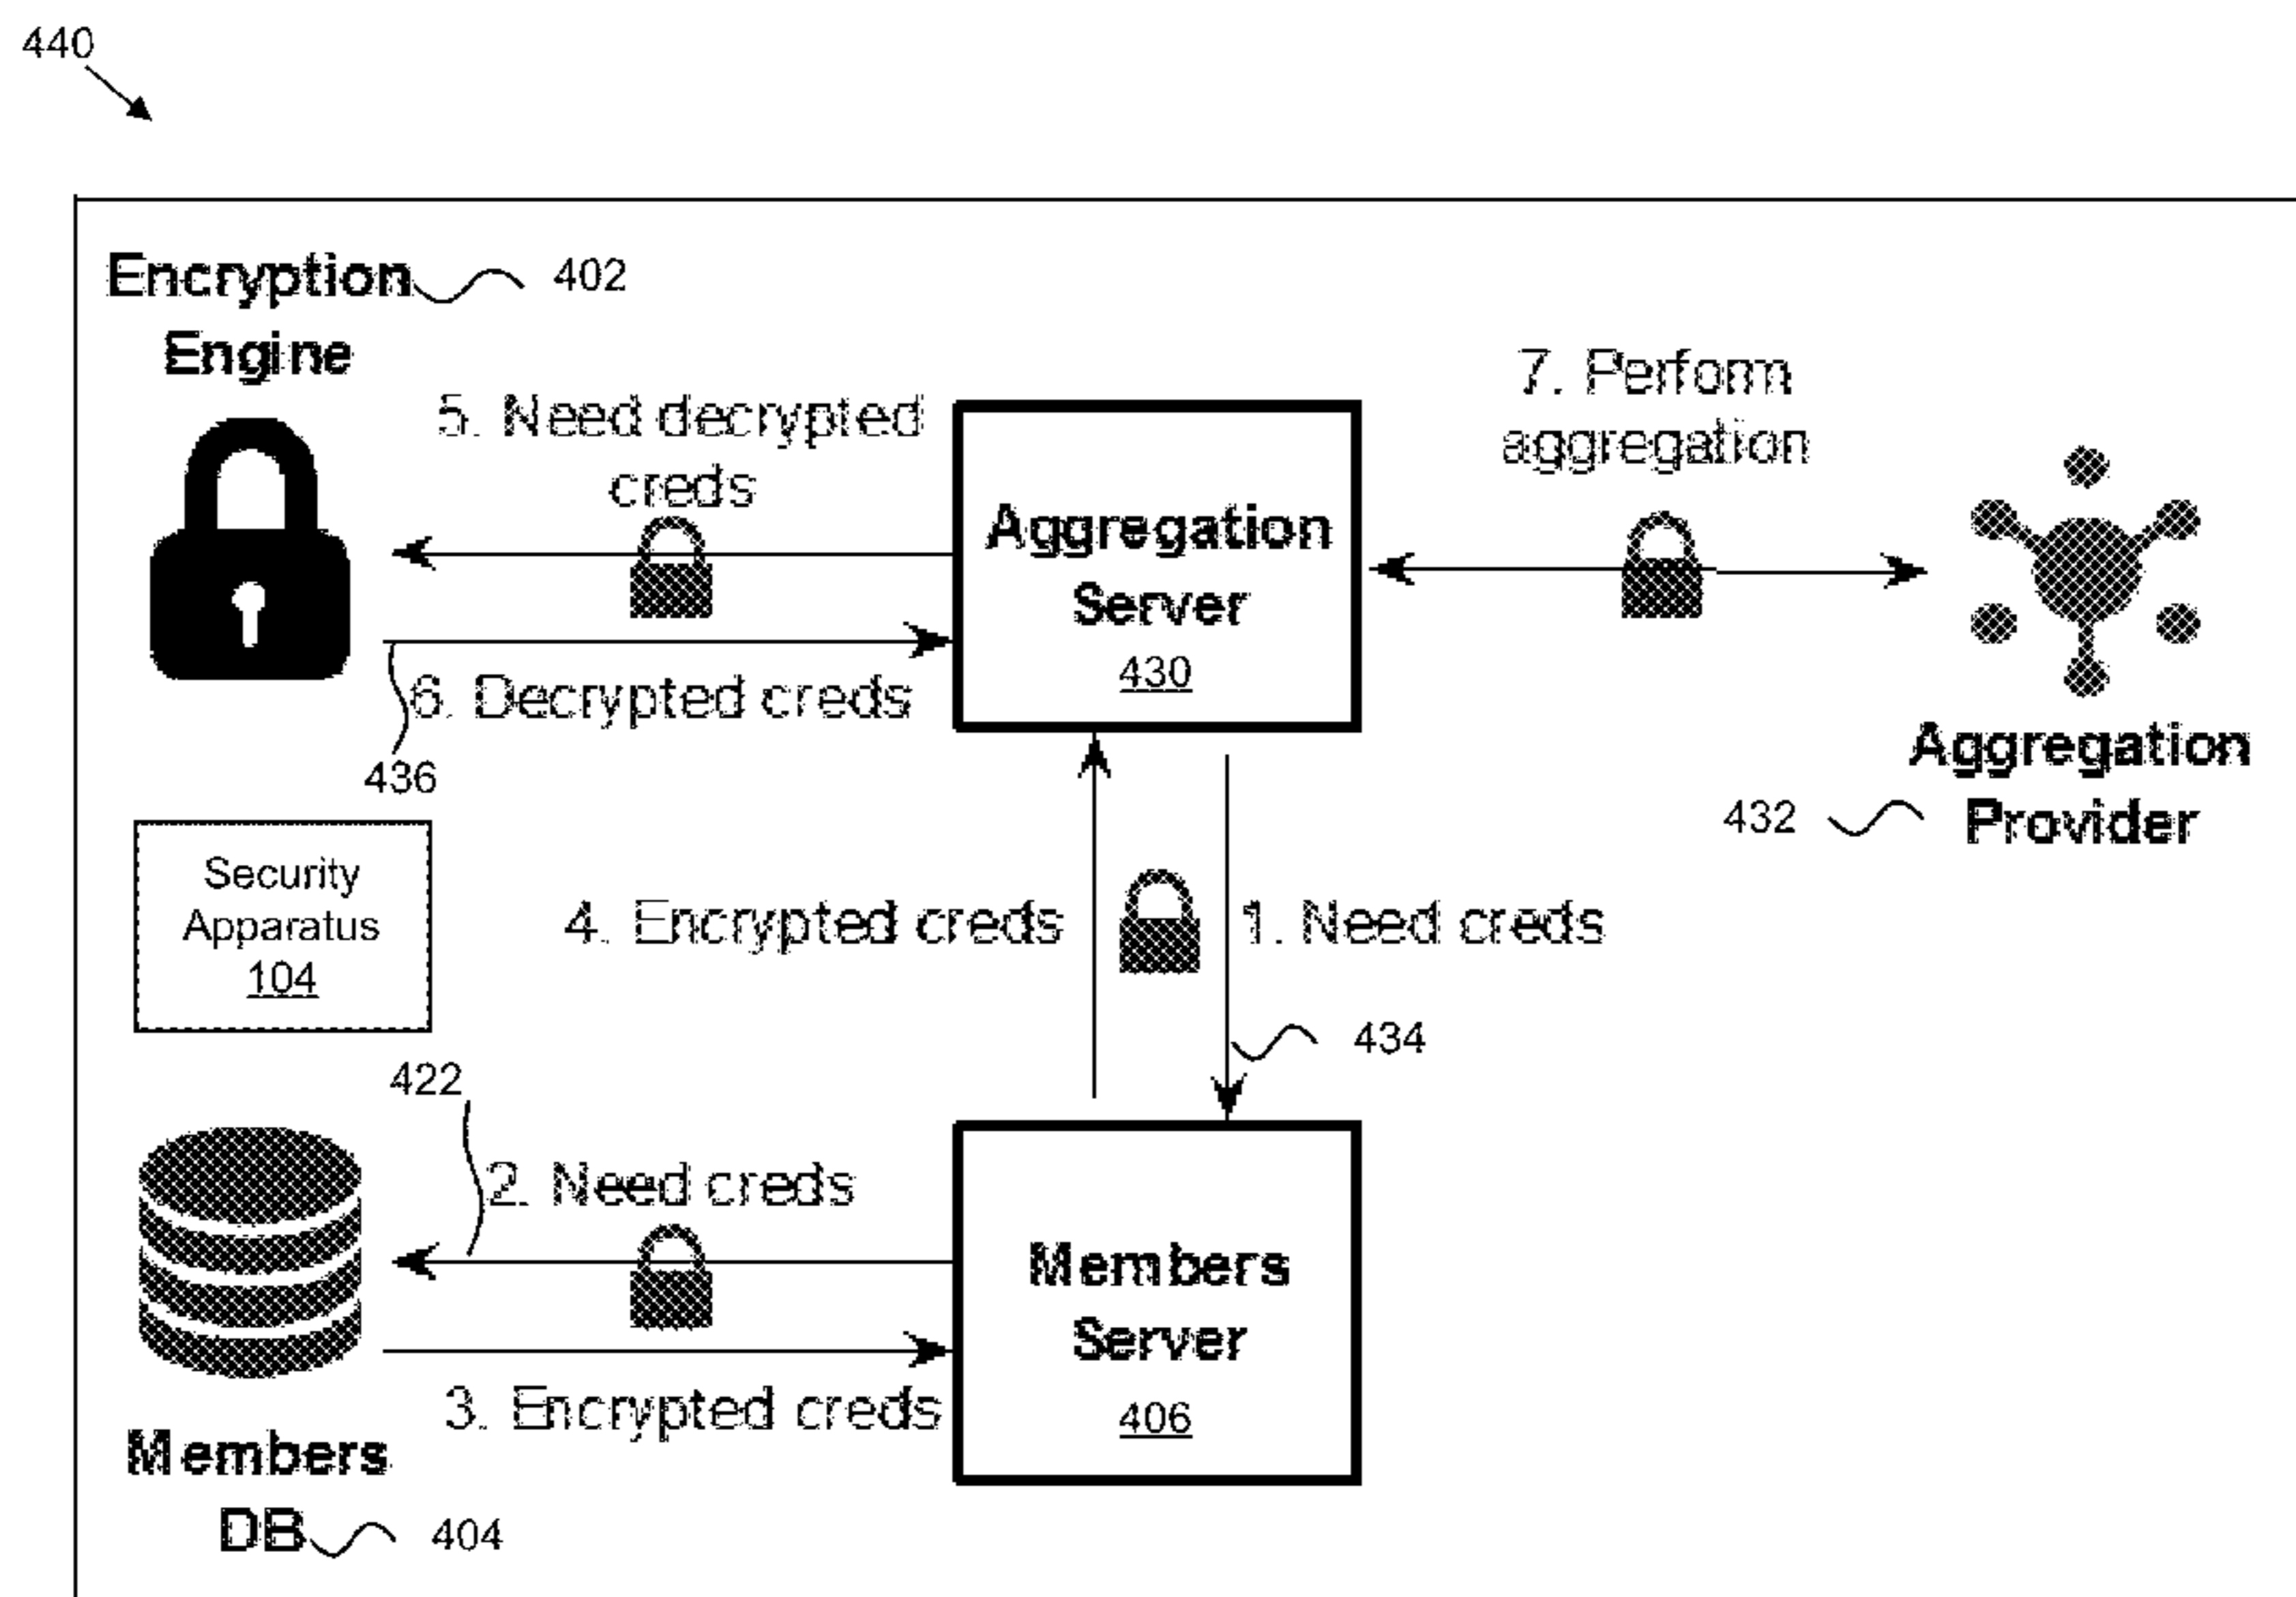 440
Encryption
Engine
402
5. Need decrypted
creds
7. Perform
aggregation
Aggregation
Server
430
6. Decrypted creds
436
Aggregation
Provider
432
Security
Apparatus
104
4. Encrypted creds
1. Need creds
434
422
2. Need creds
Members
Server
406
3. Encrypted creds
Members
DB
404